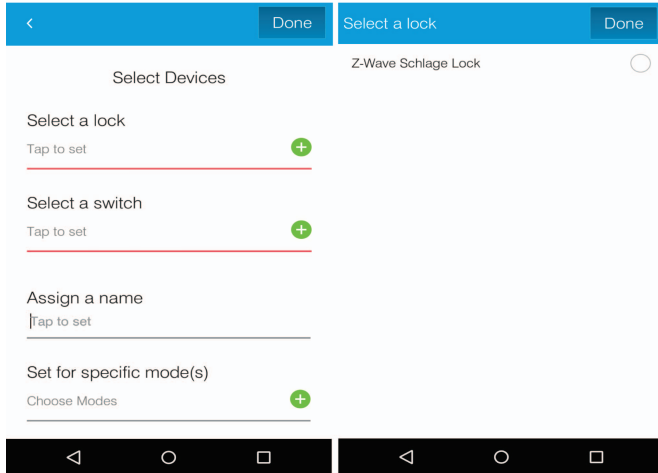 Done
Select Devices
Select a lock
Tap to set
Select a switch
Tap to set
Assign a name
Tap to set
Set for specific mode(s)
Choose Modes
Select a lock
Done
Z-Wave Schlage Lock